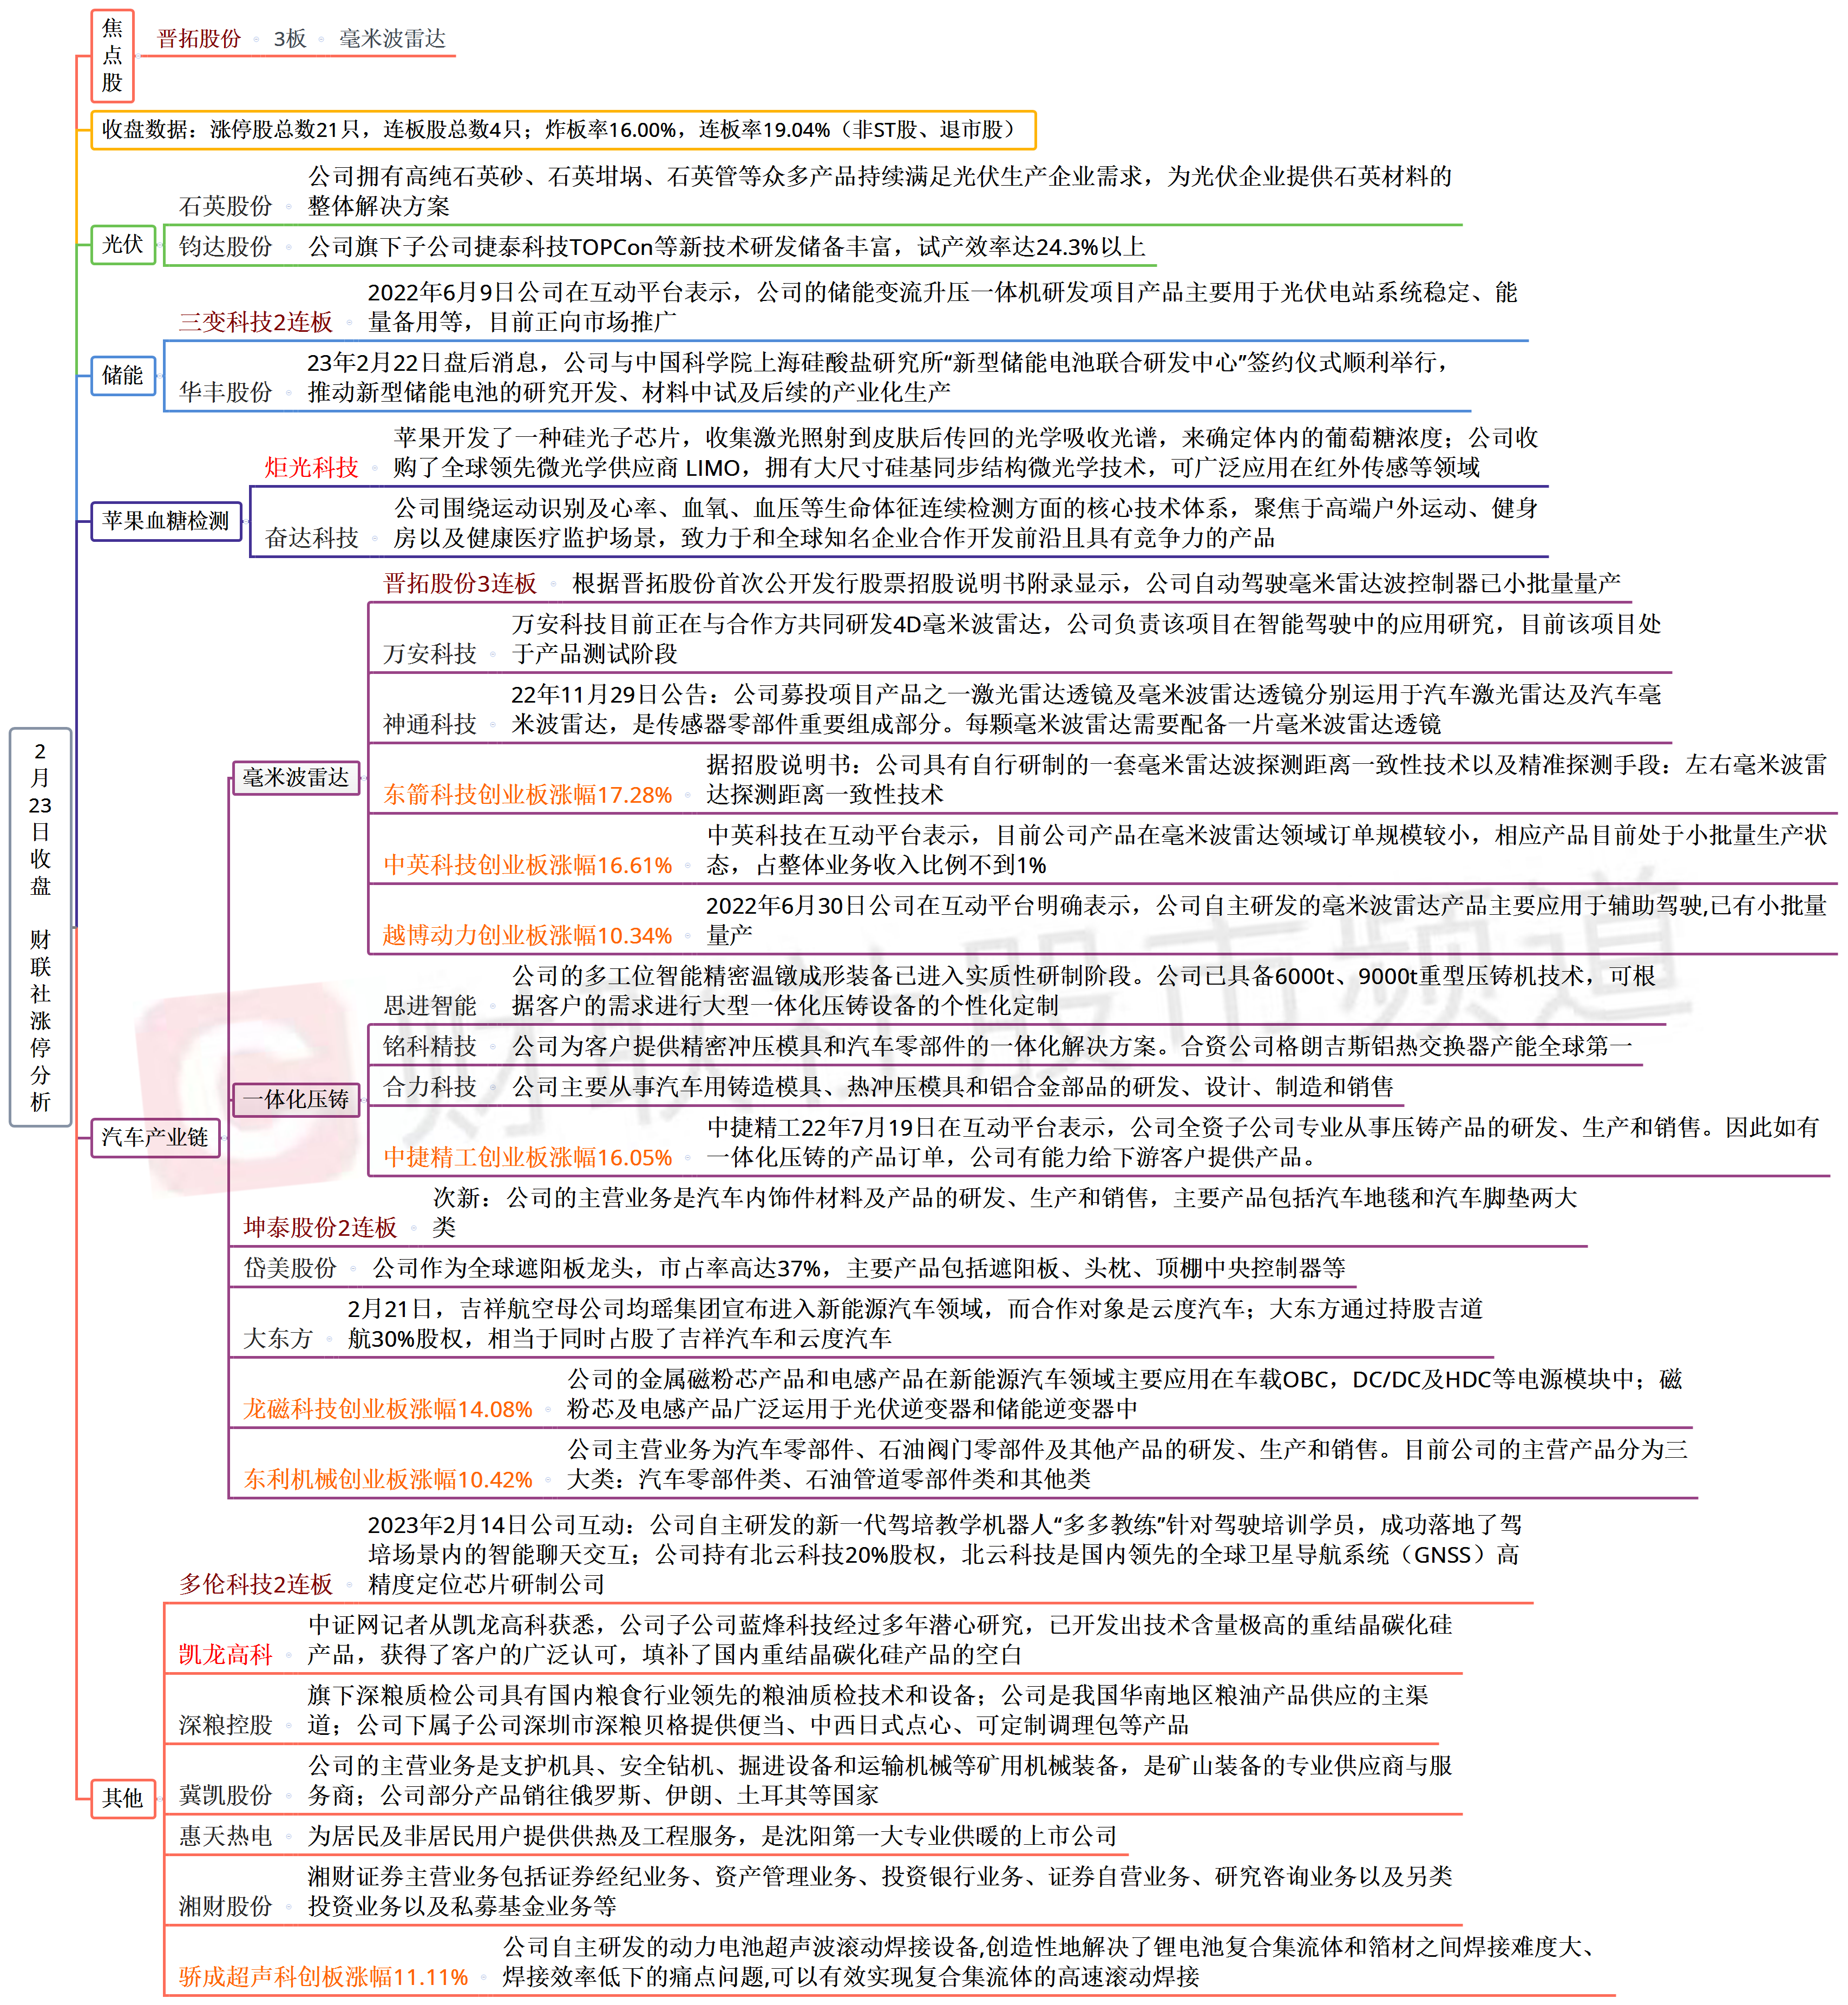 焦点股
晋拓股份 3板 毫米波雷达
收盘数据：涨停股总数21只，连板股总数4只；炸板率16.00%，连板率19.04%（非ST股、退市股）
光伏
石英股份
公司拥有高纯石英砂、石英坩埚、石英管等众多产品持续满足光伏生产企业需求，为光伏企业提供石英材料的
整体解决方案
钧达股份 公司旗下子公司捷泰科技TOPCon等新技术研发储备丰富，试产效率达24.3%以上
储能
三变科技2连板
2022年6月9日公司在互动平台表示，公司的储能变流升压一体机研发项目产品主要用于光伏电站系统稳定、能
量备用等，目前正向市场推广
华丰股份
23年2月22日盘后消息，公司与中国科学院上海硅酸盐研究所“新型储能电池联合研发中心”签约仪式顺利举行，
推动新型储能电池的研究开发、材料中试及后续的产业化生产
苹果血糖检测
炬光科技
苹果开发了一种硅光子芯片，收集激光照射到皮肤后传回的光学吸收光谱，来确定体内的葡萄糖浓度；公司收
购了全球领先微光学供应商 LIMO，拥有大尺寸硅基同步结构微光学技术，可广泛应用在红外传感等领域
奋达科技
公司围绕运动识别及心率、血氧、血压等生命体征连续检测方面的核心技术体系，聚焦于高端户外运动、健身
房以及健康医疗监护场景，致力于和全球知名企业合作开发前沿且具有竞争力的产品
2月23日收盘 财联社涨停分析
汽车产业链
毫米波雷达
晋拓股份3连板 根据晋拓股份首次公开发行股票招股说明书附录显示，公司自动驾驶毫米雷达波控制器已小批量量产
万安科技
万安科技目前正在与合作方共同研发4D毫米波雷达，公司负责该项目在智能驾驶中的应用研究，目前该项目处
于产品测试阶段
神通科技
22年11月29日公告：公司募投项目产品之一激光雷达透镜及毫米波雷达透镜分别运用于汽车激光雷达及汽车毫
米波雷达，是传感器零部件重要组成部分。每颗毫米波雷达需要配备一片毫米波雷达透镜
东箭科技创业板涨幅17.28%
据招股说明书：公司具有自行研制的一套毫米雷达波探测距离一致性技术以及精准探测手段：左右毫米波雷
达探测距离一致性技术
中英科技创业板涨幅16.61%
中英科技在互动平台表示，目前公司产品在毫米波雷达领域订单规模较小，相应产品目前处于小批量生产状
态，占整体业务收入比例不到1%
越博动力创业板涨幅10.34%
2022年6月30日公司在互动平台明确表示，公司自主研发的毫米波雷达产品主要应用于辅助驾驶,已有小批量
量产
一体化压铸
思进智能
公司的多工位智能精密温镦成形装备已进入实质性研制阶段。公司已具备6000t、9000t重型压铸机技术，可根
据客户的需求进行大型一体化压铸设备的个性化定制
铭科精技 公司为客户提供精密冲压模具和汽车零部件的一体化解决方案。合资公司格朗吉斯铝热交换器产能全球第一
合力科技 公司主要从事汽车用铸造模具、热冲压模具和铝合金部品的研发、设计、制造和销售
中捷精工创业板涨幅16.05%
中捷精工22年7月19日在互动平台表示，公司全资子公司专业从事压铸产品的研发、生产和销售。因此如有
一体化压铸的产品订单，公司有能力给下游客户提供产品。
坤泰股份2连板
次新：公司的主营业务是汽车内饰件材料及产品的研发、生产和销售，主要产品包括汽车地毯和汽车脚垫两大
类
岱美股份 公司作为全球遮阳板龙头，市占率高达37%，主要产品包括遮阳板、头枕、顶棚中央控制器等
大东方
2月21日，吉祥航空母公司均瑶集团宣布进入新能源汽车领域，而合作对象是云度汽车；大东方通过持股吉道
航30%股权，相当于同时占股了吉祥汽车和云度汽车
龙磁科技创业板涨幅14.08%
公司的金属磁粉芯产品和电感产品在新能源汽车领域主要应用在车载OBC，DC/DC及HDC等电源模块中；磁
粉芯及电感产品广泛运用于光伏逆变器和储能逆变器中
东利机械创业板涨幅10.42%
公司主营业务为汽车零部件、石油阀门零部件及其他产品的研发、生产和销售。目前公司的主营产品分为三
大类：汽车零部件类、石油管道零部件类和其他类
其他
多伦科技2连板
2023年2月14日公司互动：公司自主研发的新一代驾培教学机器人“多多教练”针对驾驶培训学员，成功落地了驾
培场景内的智能聊天交互；公司持有北云科技20%股权，北云科技是国内领先的全球卫星导航系统（GNSS）高
精度定位芯片研制公司
凯龙高科
中证网记者从凯龙高科获悉，公司子公司蓝烽科技经过多年潜心研究，已开发出技术含量极高的重结晶碳化硅
产品，获得了客户的广泛认可，填补了国内重结晶碳化硅产品的空白
深粮控股
旗下深粮质检公司具有国内粮食行业领先的粮油质检技术和设备；公司是我国华南地区粮油产品供应的主渠
道；公司下属子公司深圳市深粮贝格提供便当、中西日式点心、可定制调理包等产品
冀凯股份
公司的主营业务是支护机具、安全钻机、掘进设备和运输机械等矿用机械装备，是矿山装备的专业供应商与服
务商；公司部分产品销往俄罗斯、伊朗、土耳其等国家
惠天热电 为居民及非居民用户提供供热及工程服务，是沈阳第一大专业供暖的上市公司
湘财股份
湘财证券主营业务包括证券经纪业务、资产管理业务、投资银行业务、证券自营业务、研究咨询业务以及另类
投资业务以及私募基金业务等
骄成超声科创板涨幅11.11%
公司自主研发的动力电池超声波滚动焊接设备,创造性地解决了锂电池复合集流体和箔材之间焊接难度大、
焊接效率低下的痛点问题,可以有效实现复合集流体的高速滚动焊接
财联社股市频道